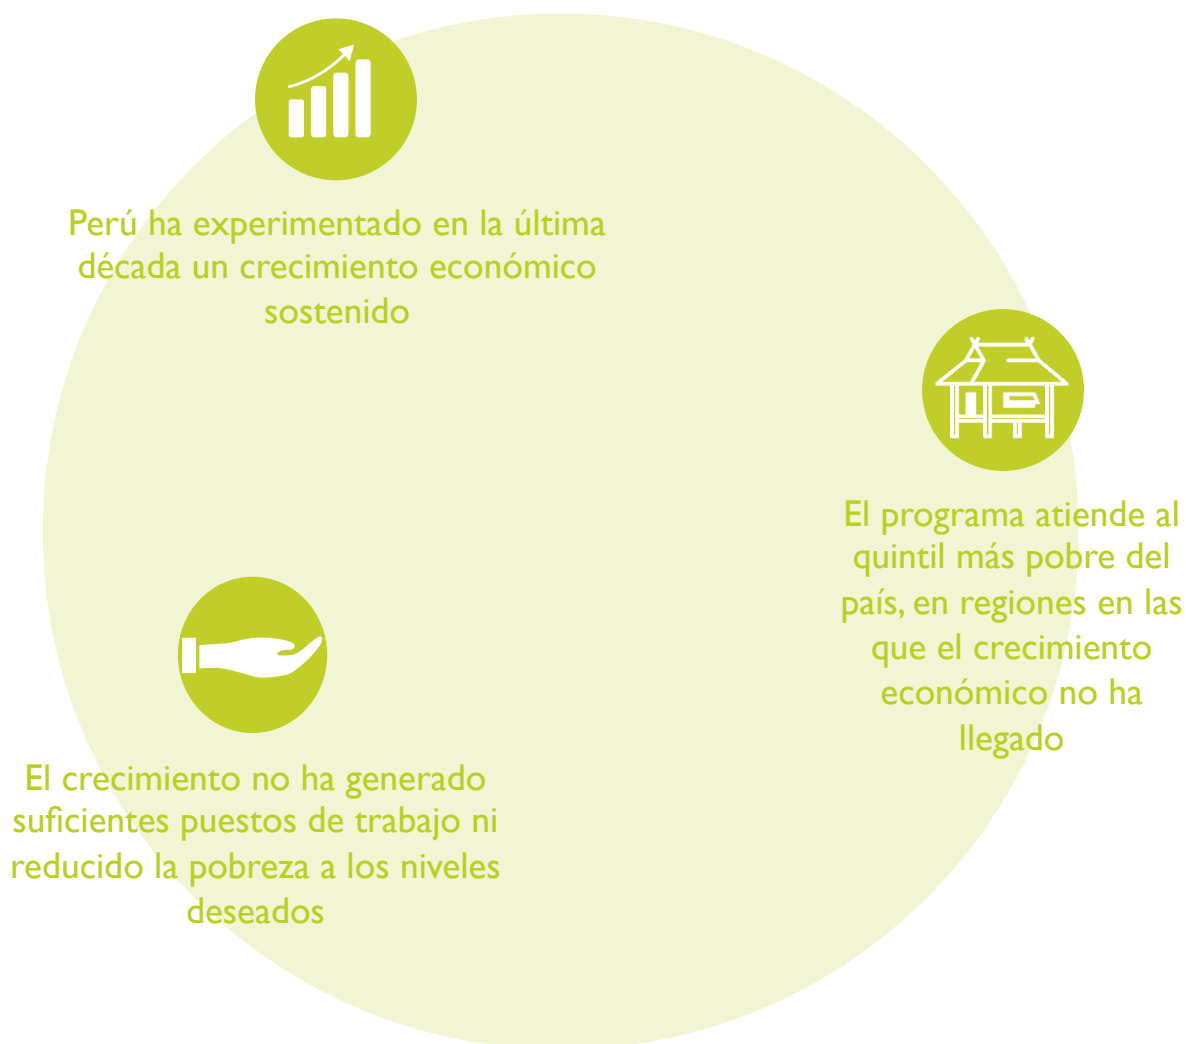 Perú ha experimentado en la última
década un crecimiento económico
sostenido
El programa atiende al
quintil más pobre del
país, en regiones en las
que el crecimiento
económico no ha
llegado
El crecimiento no ha generado
suficientes puestos de trabajo ni
reducido la pobreza a los niveles
deseados